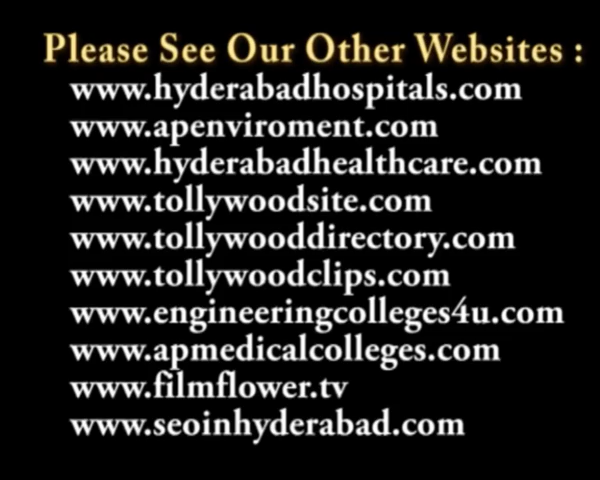 Please See Our Other Websites :
www.hyderabadhospitals.com
www.apenviroment.com
www.hyderabadhealthcare.com
www.tollywoodsite.com
www.tollywooddirectory.com
www.tollywoodclips.com
www.engineeringcolleges4u.com
www.apmedicalcolleges.com
www.filmflower.tv
www.seoinhyderabad.com